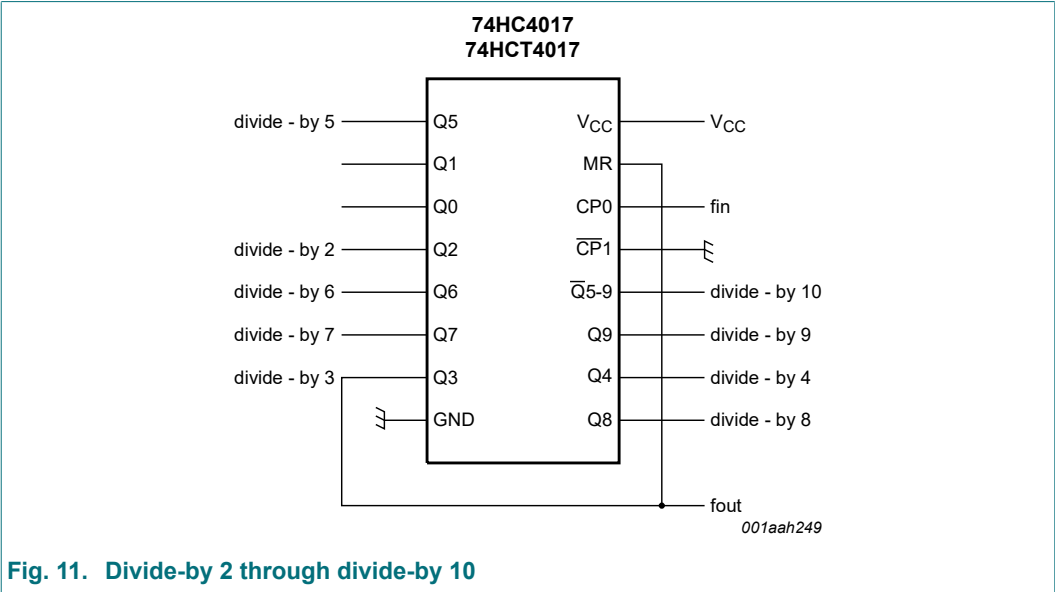 74HC4017
74HCT4017
divide - by 5 Q5 VCC VCC
Q1 MR
Q0 CP0 fin
divide - by 2 Q2 C̅P̅1
divide - by 6 Q6 Q̅5-9 divide - by 10
divide - by 7 Q7 Q9 divide - by 9
divide - by 3 Q3 Q4 divide - by 4
GND Q8 divide - by 8
fout
001aah249
Fig. 11. Divide-by 2 through divide-by 10